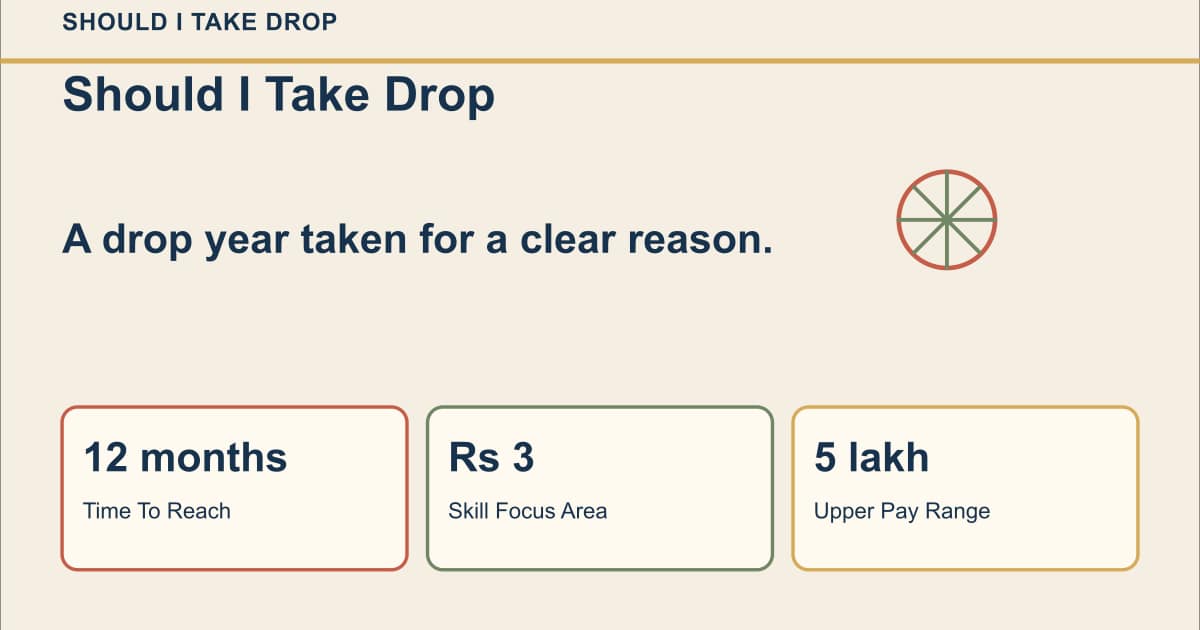 SHOULD I TAKE DROP
Should I Take Drop
A drop year taken for a clear reason.
12 months
Time To Reach
Rs 3
Skill Focus Area
5 lakh
Upper Pay Range